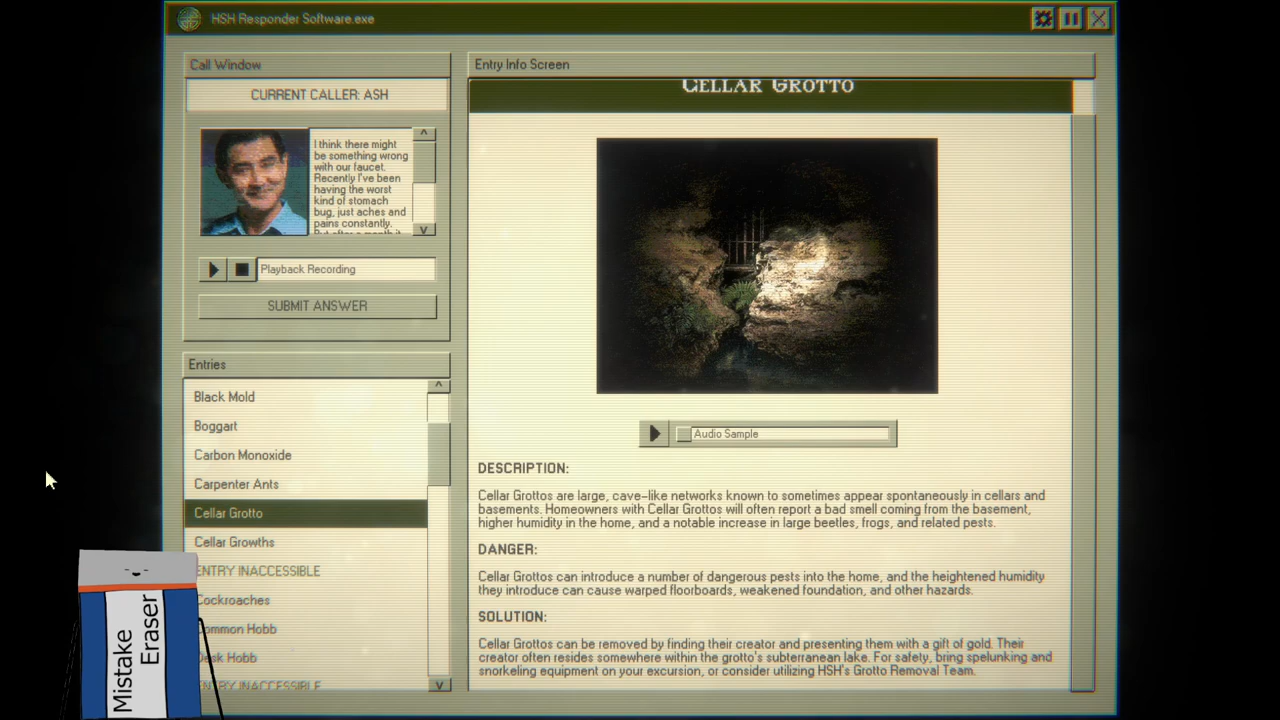 HSH Responder Software.exe
Call Window
CURRENT CALLER: ASH
I think there might
be something wrong
with our faucet.
Recently I've been
having the worst
kind of stomach
bug, just aches and
pains constantly.
But after a month it
Playback Recording
SUBMIT ANSWER
Entries
Black Mold
Boggart
Carbon Monoxide
Carpenter Ants
Cellar Grotto
Cellar Growths
ENTRY INACCESSIBLE
Cockroaches
Common Hobb
Desk Hobb
ENTRY INACCESSIBLE
Entry Info Screen
CELLAR GROTTO
Audio Sample
DESCRIPTION:
Cellar Grottos are large, cave-like networks known to sometimes appear spontaneously in cellars and
basements. Homeowners with Cellar Grottos will often report a bad smell coming from the basement,
higher humidity in the home, and a notable increase in large beetles, frogs, and related pests.
DANGER:
Cellar Grottos can introduce a number of dangerous pests into the home, and the heightened humidity
they introduce can cause warped floorboards, weakened foundation, and other hazards.
SOLUTION:
Cellar Grottos can be removed by finding their creator and presenting them with a gift of gold. Their
creator often resides somewhere within the grotto's subterranean lake. For safety, bring spelunking and
snorkeling equipment on your excursion, or consider utilizing HSH's Grotto Removal Team.
Mistake
Eraser